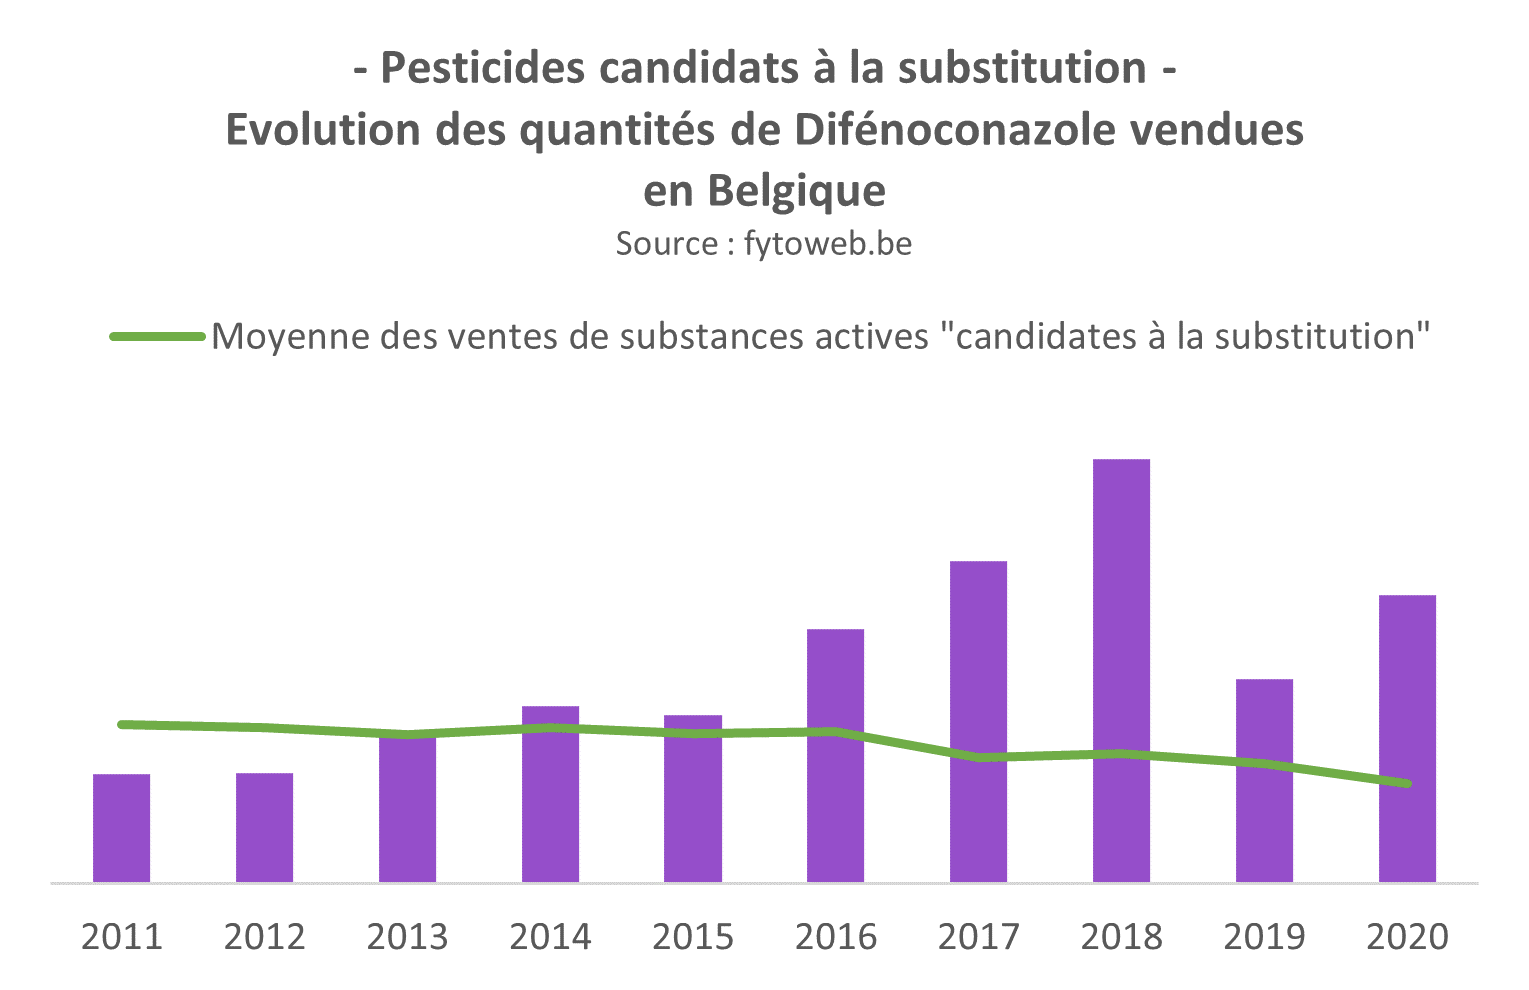 - Pesticides candidats à la substitution -
Evolution des quantités de Difénoconazole vendues
en Belgique
Source : fytoweb.be
Moyenne des ventes de substances actives "candidates à la substitution"
2011 2012 2013 2014 2015 2016 2017 2018 2019 2020